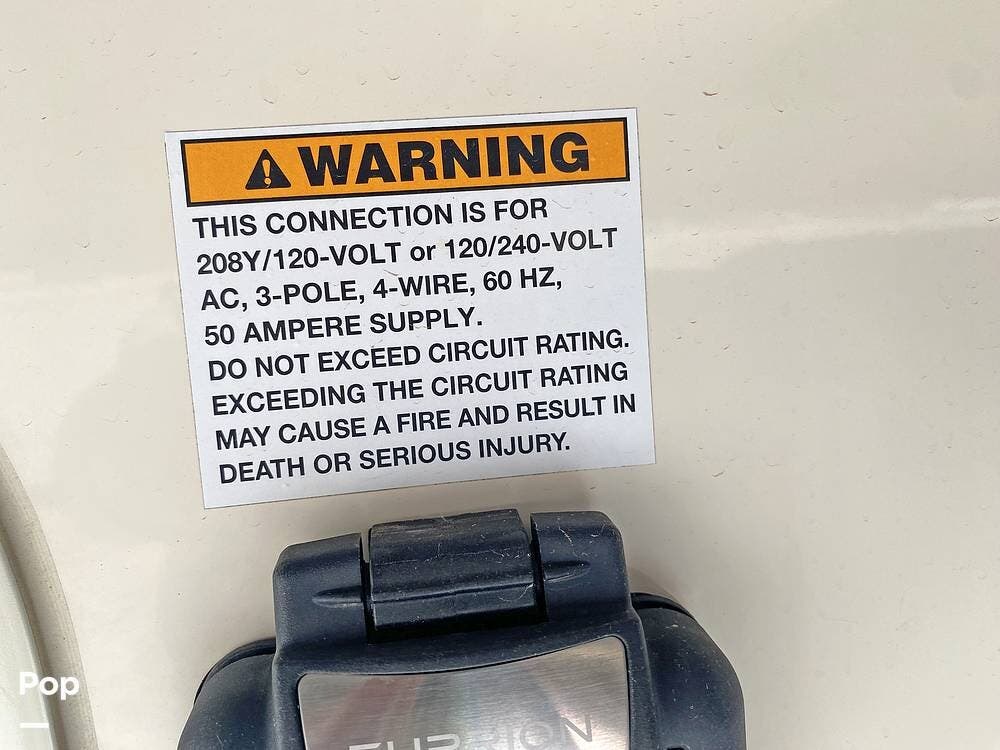 WARNING
THIS CONNECTION IS FOR
208Y/120-VOLT or 120/240-VOLT
AC, 3-POLE, 4-WIRE, 60 HZ,
50 AMPERE SUPPLY.
DO NOT EXCEED CIRCUIT RATING.
EXCEEDING THE CIRCUIT RATING
MAY CAUSE A FIRE AND RESULT IN
DEATH OR SERIOUS INJURY.
FURRION
Pop